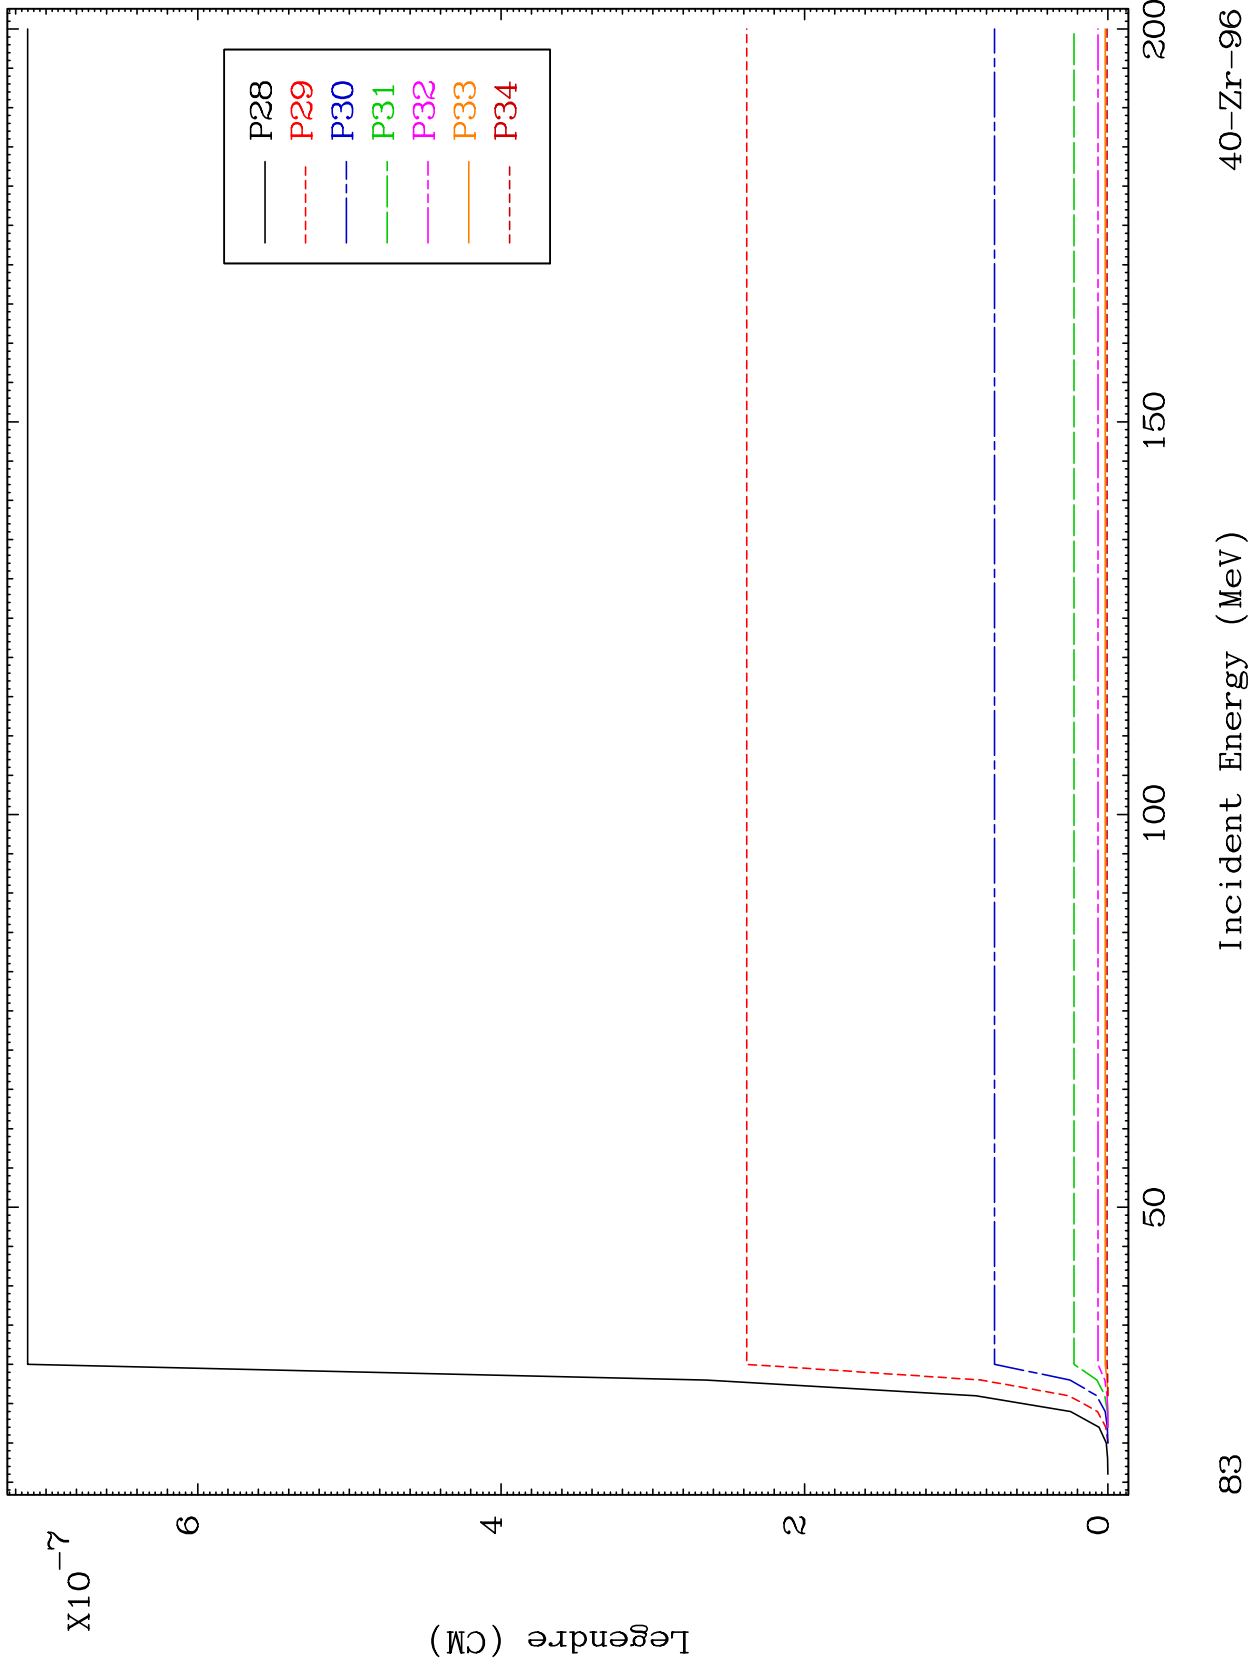 X10
-7
Legendre (CM)
6
4
2
0
P28
P29
P30
P31
P32
P33
P34
50
100
150
200
Incident Energy (MeV)
83
40-Zr-96